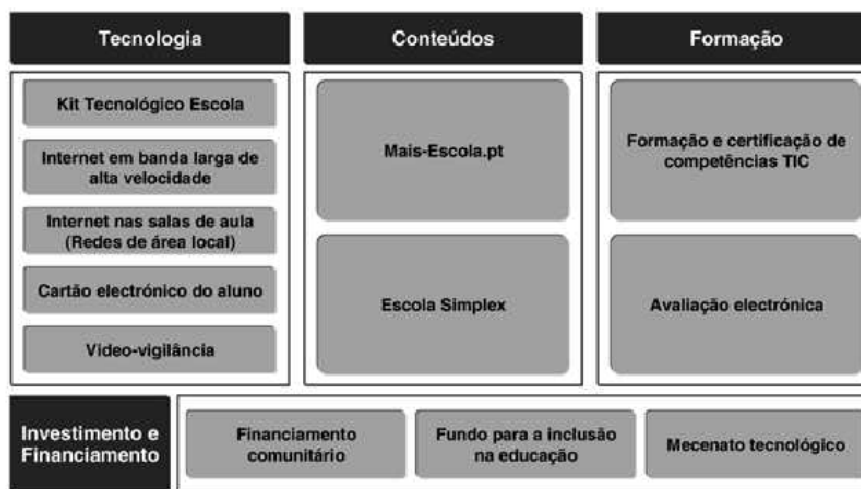 Tecnologia
Kit Tecnológico Escola
Internet em banda larga de
alta velocidade
Internet nas salas de aula
(Redes de área local)
Cartão electrónico do aluno
Video-vigilância
Conteúdos
Mais-Escola.pt
Escola Simplex
Formação
Formação e certificação de
competências TIC
Avaliação electrónica
Investimento e
Financiamento
Financiamento
comunitário
Fundo para a inclusão
na educação
Mecenato tecnológico